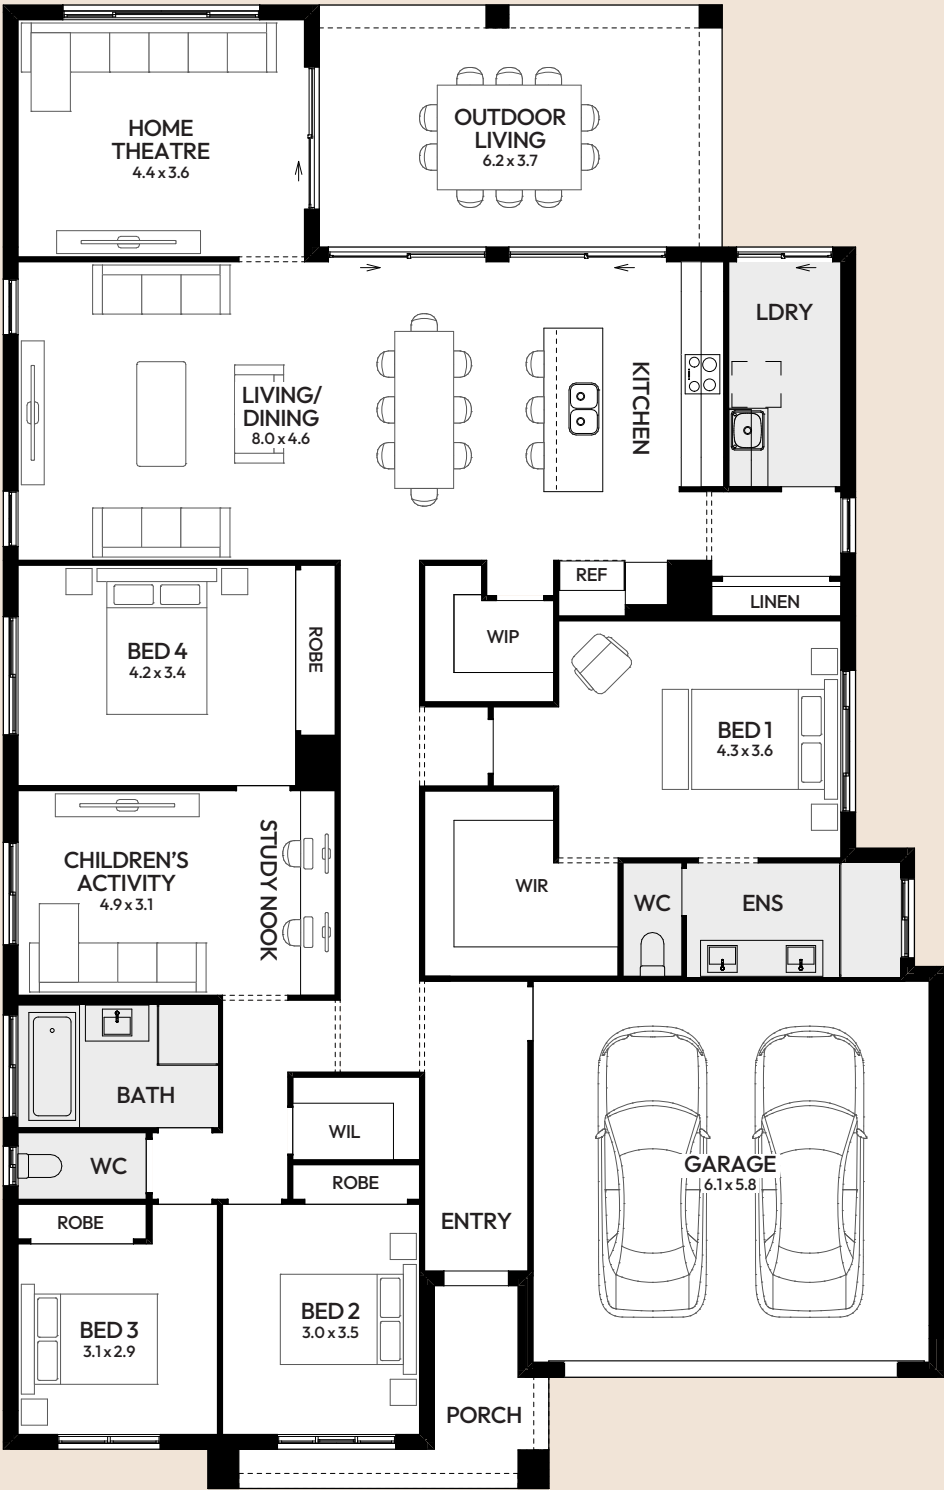 HOME
THEATRE
4.4 x 3.6
OUTDOOR
LIVING
6.2 x 3.7
LDRY
LIVING/
DINING
8.0 x 4.6
KITCHEN
REF
LINEN
WIP
BED 4
4.2 x 3.4
ROBE
BED 1
4.3 x 3.6
CHILDREN'S
ACTIVITY
4.9 x 3.1
STUDY NOOK
WIR
WC
ENS
BATH
WIL
WC
ROBE
GARAGE
6.1 x 5.8
ROBE
ENTRY
BED 2
3.0 x 3.5
BED 3
3.1 x 2.9
PORCH